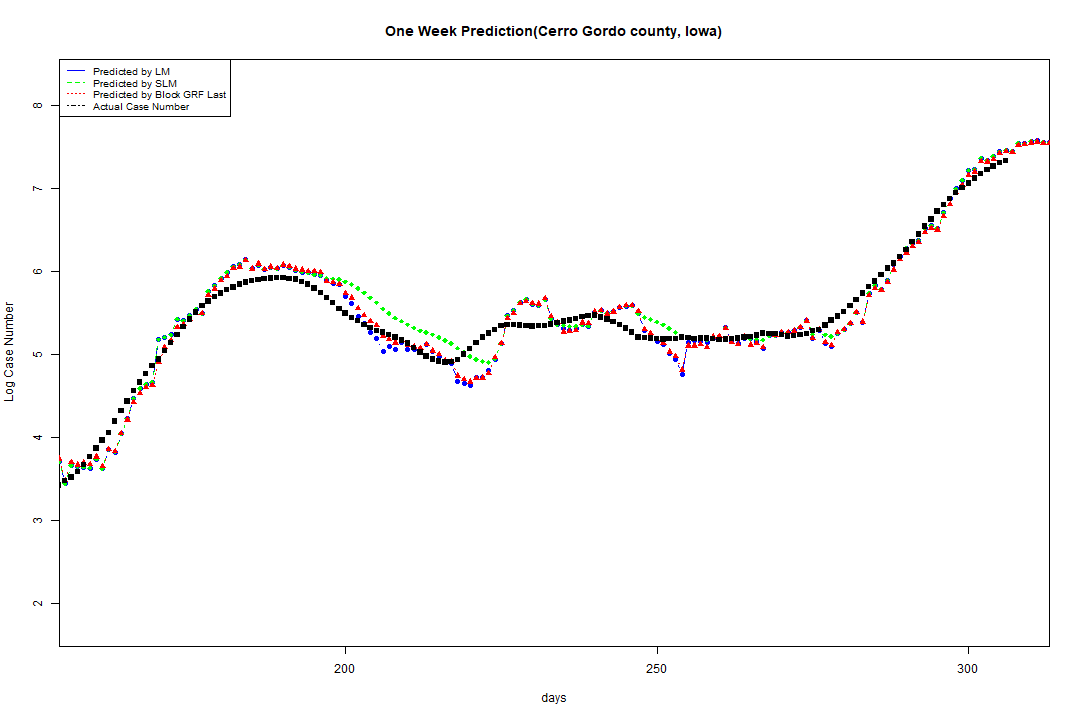 One Week Prediction(Cerro Gordo county, Iowa)
Predicted by LM
Predicted by SLM
Predicted by Block GRF Last
Actual Case Number
8
7
6
5
4
3
2
Log Case Number
200
250
300
days